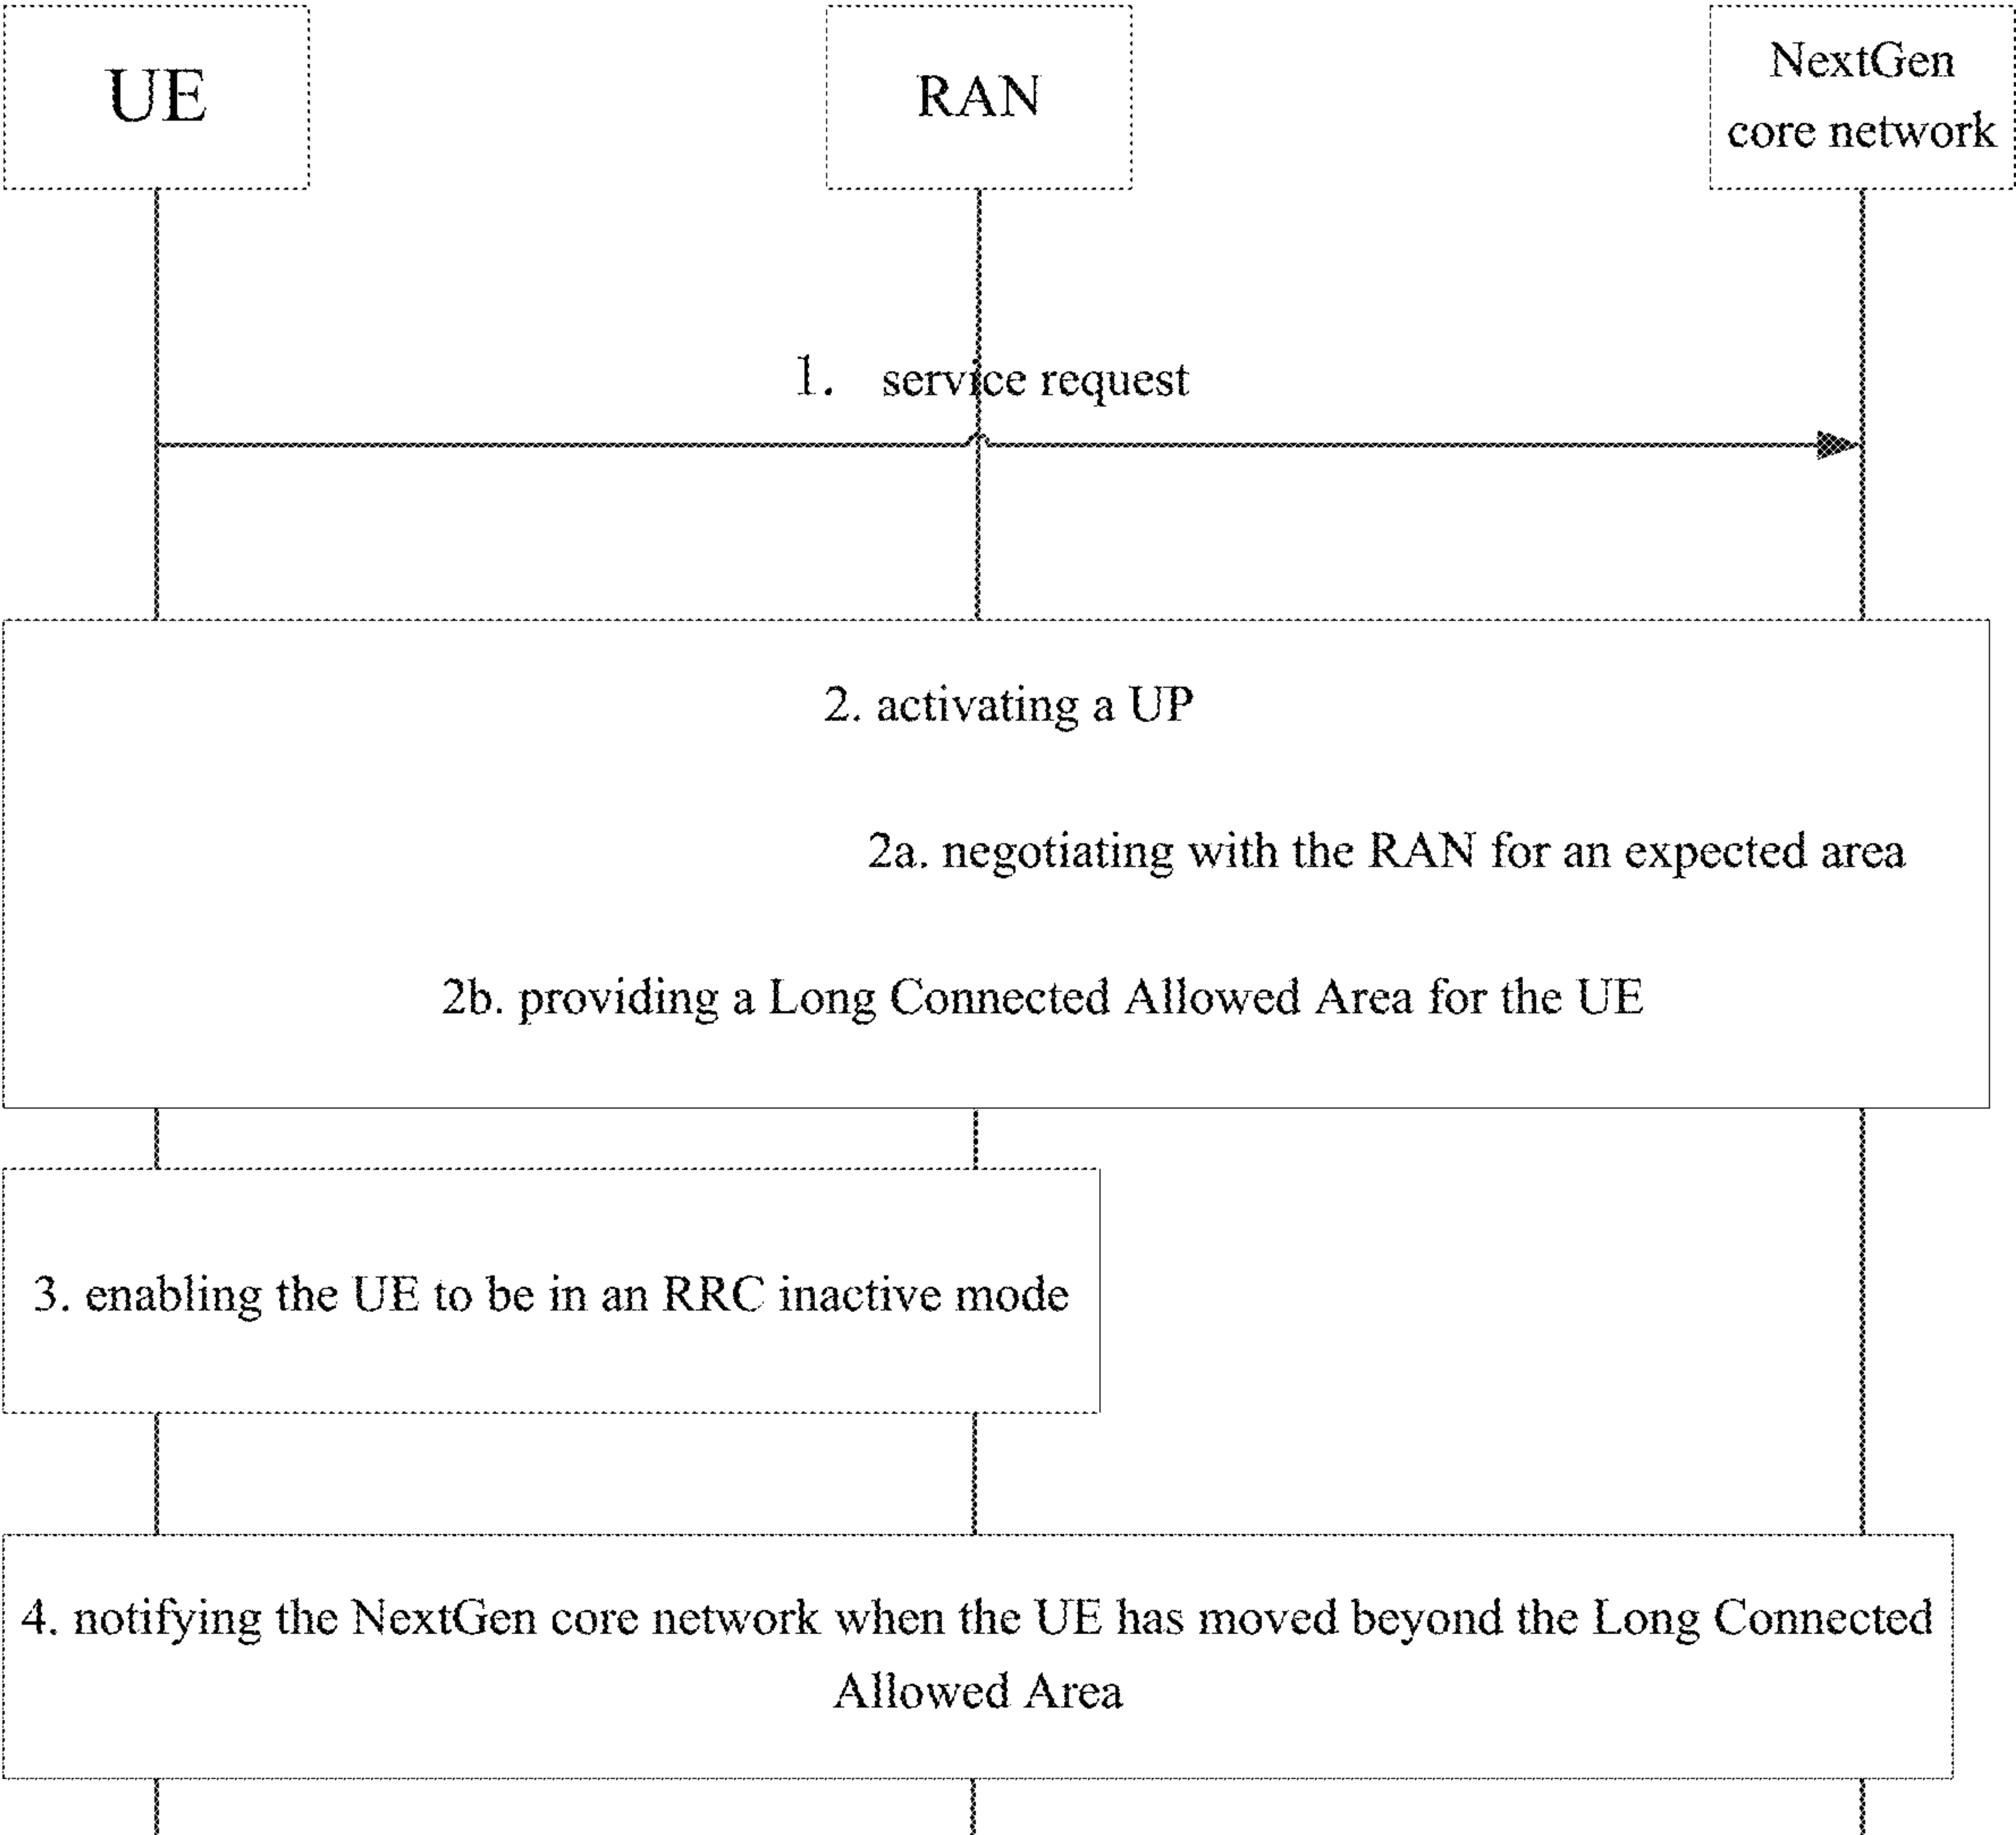 UE
RAN
NextGen
core network
1. service request
2. activating a UP
2a. negotiating with the RAN for an expected area
2b. providing a Long Connected Allowed Area for the UE
3. enabling the UE to be in an RRC inactive mode
4. notifying the NextGen core network when the UE has moved beyond the Long Connected
Allowed Area